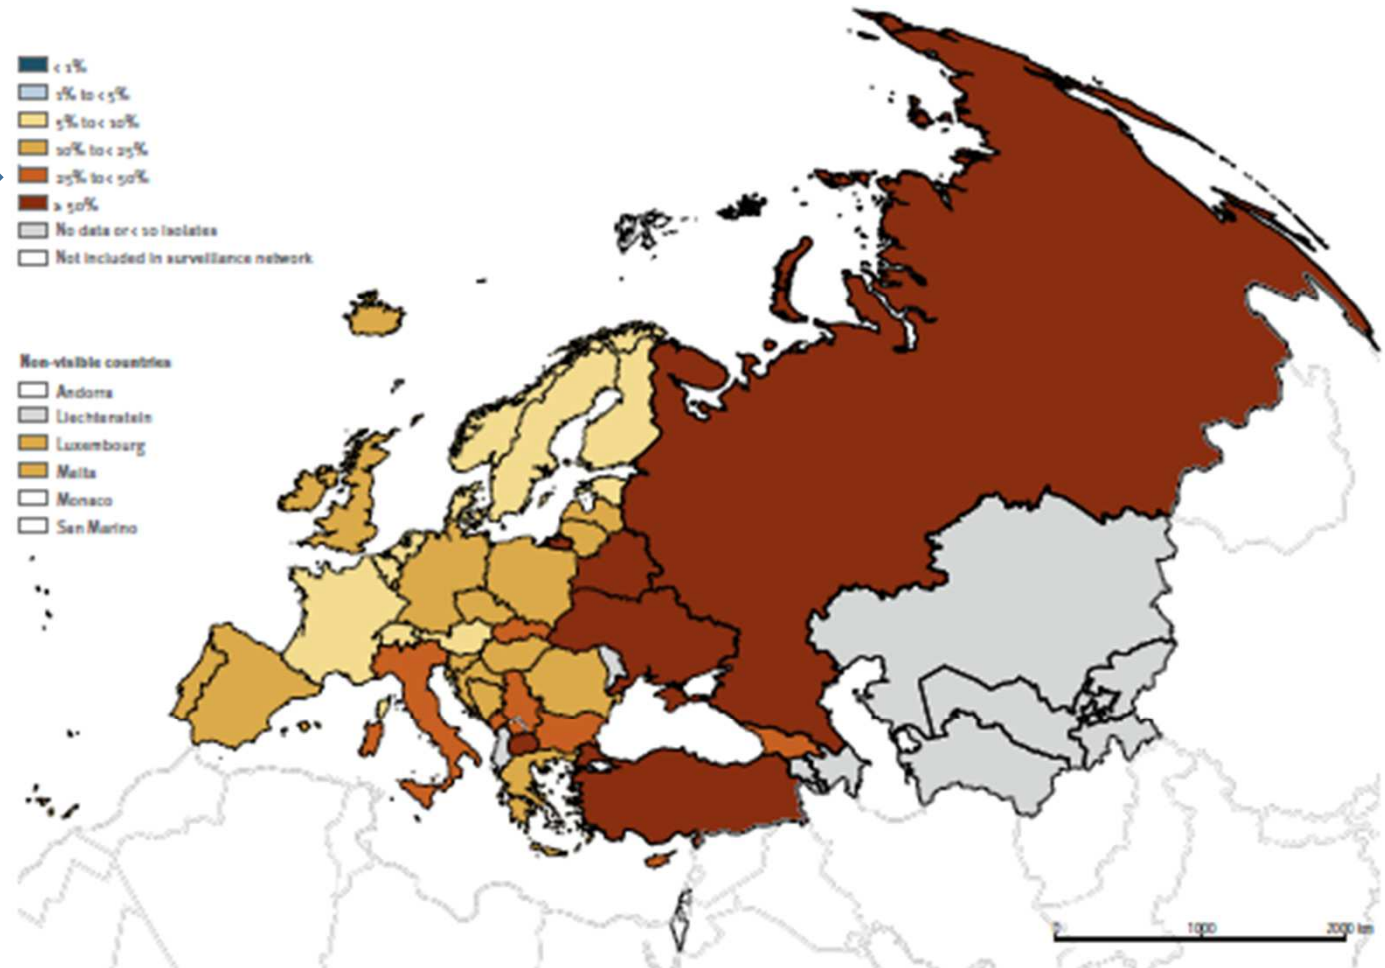 < 1%
1% to < 5%
5% to < 10%
10% to < 25%
25% to < 50%
≥ 50%
No data or < 10 isolates
Not included in surveillance network
Non-visible countries
Andorra
Liechtenstein
Luxembourg
Malta
Monaco
San Marino
0 1000 2000 km